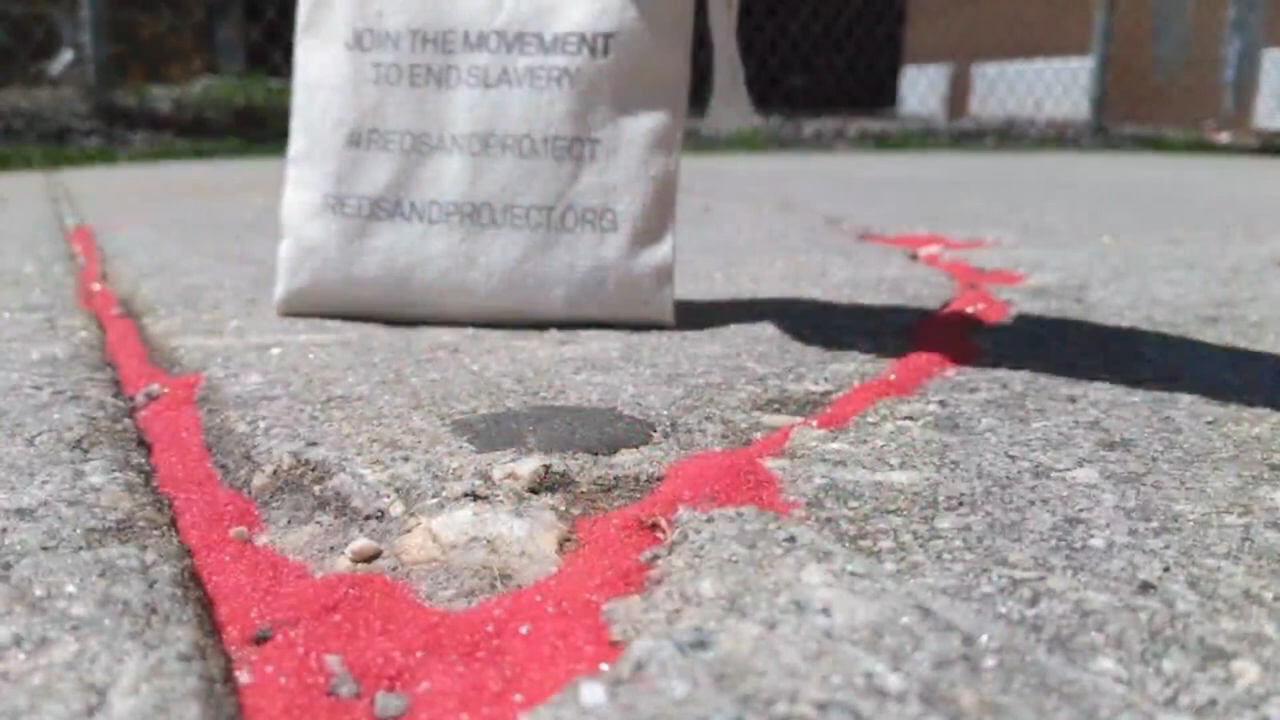 JOIN THE MOVEMENT
TO END SLAVERY
#REDSANDPROJECT
REDSANDPROJECT.ORG